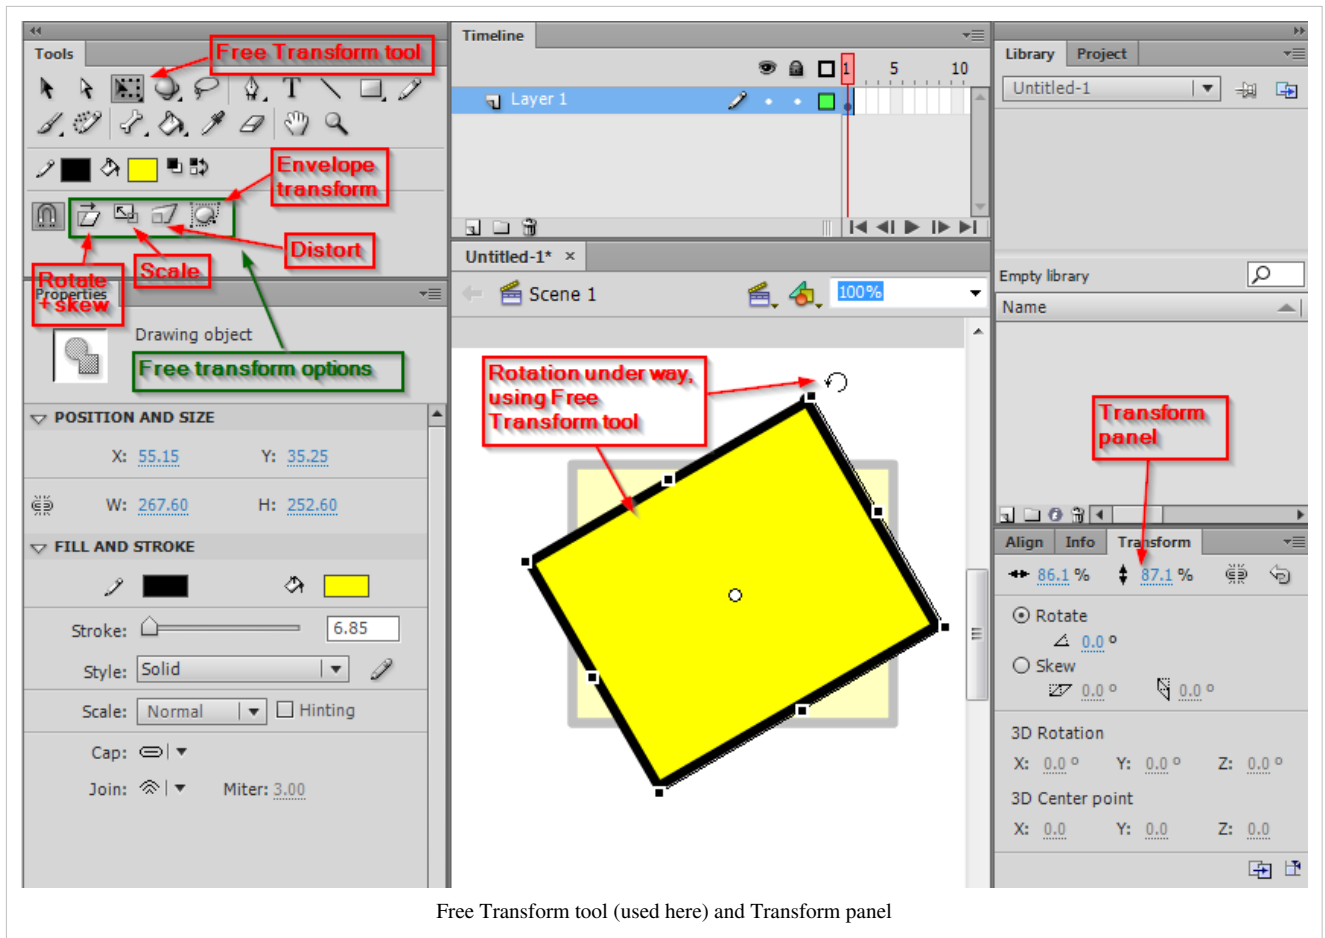 Tools
Free Transform tool
T
Envelope
transform
Distort
Scale
Rotate
+ skew
Properties
Drawing object
Free transform options
POSITION AND SIZE
X: 55.15 Y: 35.25
W: 267.60 H: 252.60
FILL AND STROKE
Stroke: 6.85
Style: Solid
Scale: Normal Hinting
Cap:
Join: Miter: 3.00
Timeline
1 5 10
Layer 1
Untitled-1* ×
Scene 1 100%
Rotation under way,
using Free
Transform tool
Library Project
Untitled-1
Empty library
Name
Transform
panel
Align Info Transform
86.1 % 87.1 %
Rotate
0.0 °
Skew
0.0 ° 0.0 °
3D Rotation
X: 0.0 ° Y: 0.0 ° Z: 0.0 °
3D Center point
X: 0.0 Y: 0.0 Z: 0.0
Free Transform tool (used here) and Transform panel